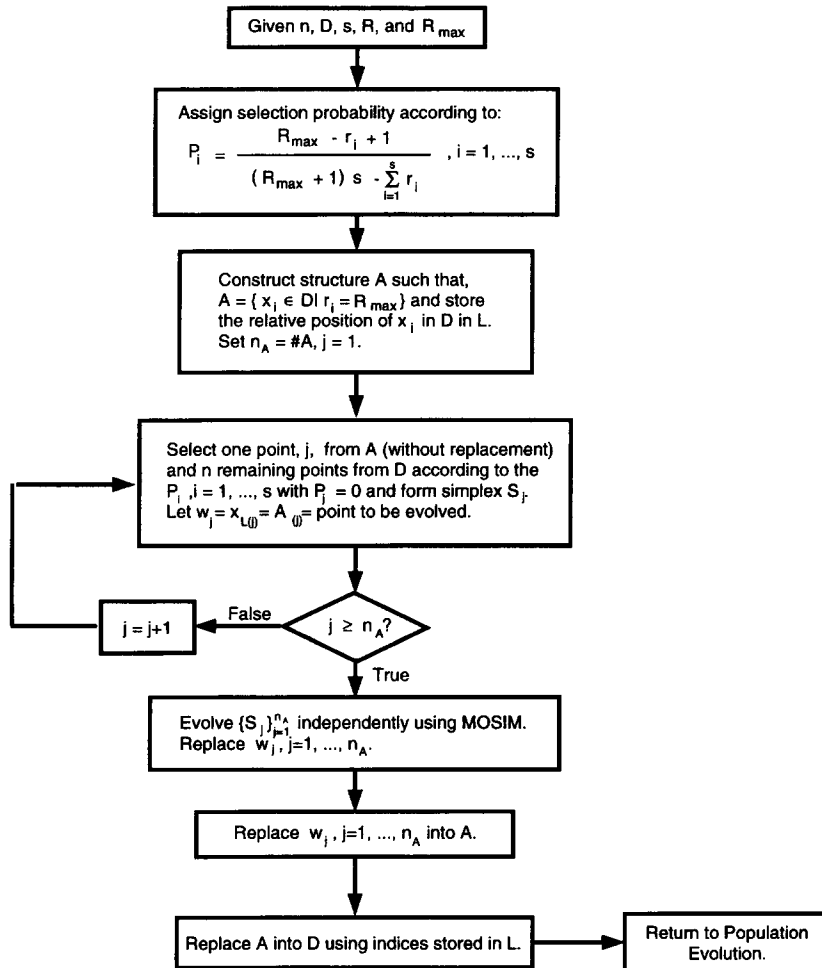 Given n, D, s, R, and R max
Assign selection probability according to:
P i = R max - r i + 1 / ( R max + 1) s - s Σ i=1 r i , i = 1, ..., s
Construct structure A such that,
A = { x i ∈ D| r i = R max } and store
the relative position of x i in D in L.
Set n A = #A, j = 1.
Select one point, j, from A (without replacement)
and n remaining points from D according to the
P i ,i = 1, ..., s with P j = 0 and form simplex S j.
Let w j = x L(j) = A (j) = point to be evolved.
j ≥ n A?
False
j = j+1
True
Evolve {S j} n A j=1 independently using MOSIM.
Replace w j , j=1, ..., n A.
Replace w j , j=1, ..., n A into A.
Replace A into D using indices stored in L.
Return to Population
Evolution.